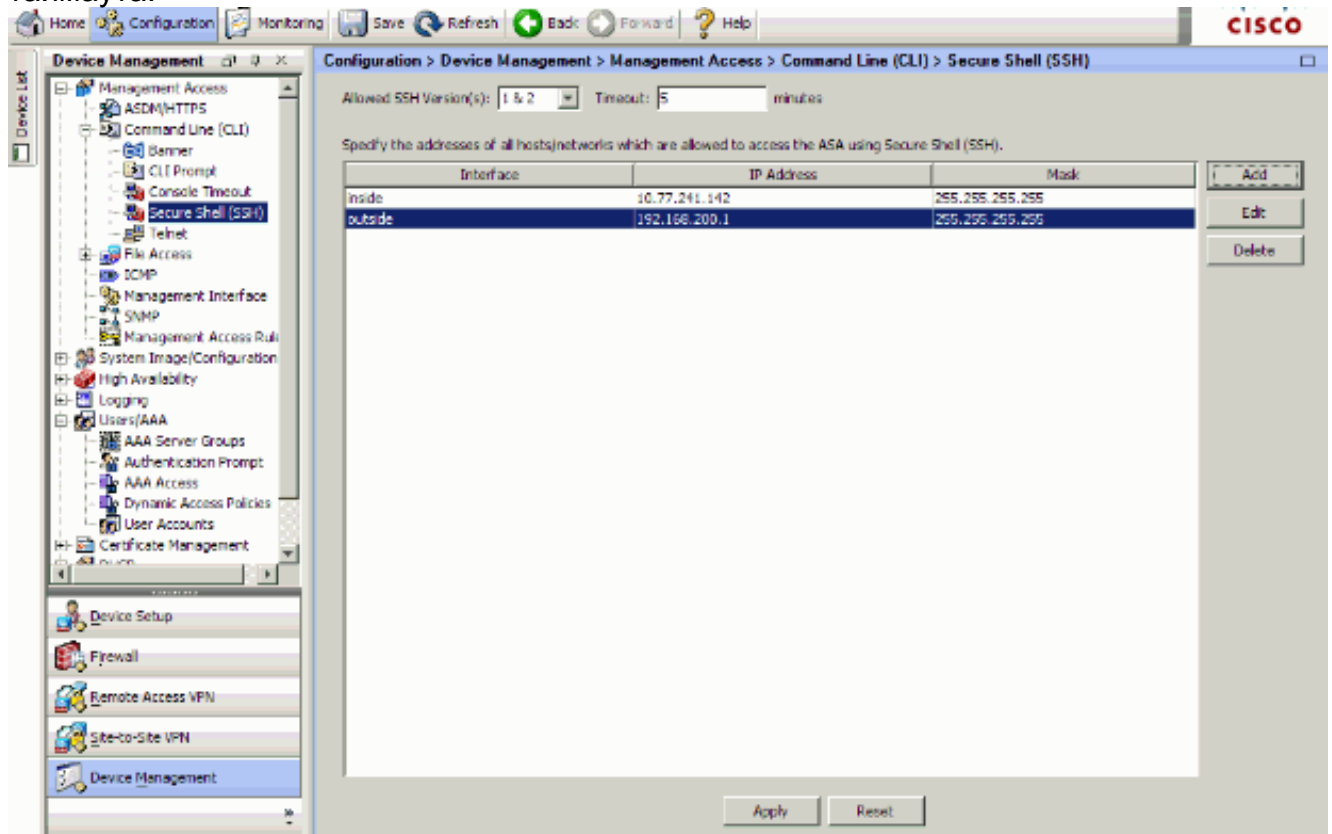 Home Configuration Monitoring Save Refresh Back Forward Help
CISCO
Device List
Device Management
Management Access
ASDM/HTTPS
Command Line (CLI)
Banner
CLI Prompt
Console Timeout
Secure Shell (SSH)
Telnet
File Access
ICMP
Management Interface
SNMP
Management Access Rule
System Image/Configuration
High Availability
Logging
Users/AAA
AAA Server Groups
Authentication Prompt
AAA Access
Dynamic Access Policies
User Accounts
Certificate Management
Device Setup
Firewall
Remote Access VPN
Site-to-Site VPN
Device Management
Configuration > Device Management > Management Access > Command Line (CLI) > Secure Shell (SSH)
Allowed SSH Version(s): 1 & 2 Timeout: 5 minutes
Specify the addresses of all hosts/networks which are allowed to access the ASA using Secure Shell (SSH).
Interface IP Address Mask
inside 10.77.241.142 255.255.255.255
outside 192.168.200.1 255.255.255.255
Add
Edit
Delete
Apply Reset